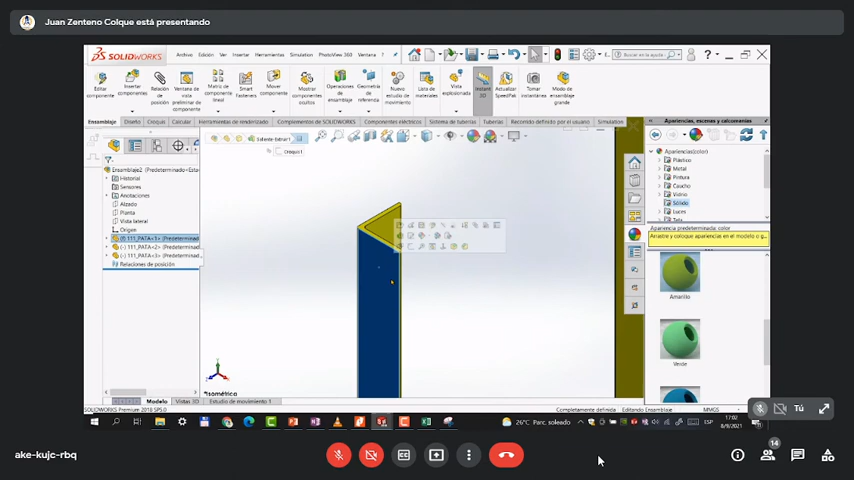 Juan Zenteno Colque está presentando
SOLIDWORKS
Archivo Edición Ver Insertar Herramientas Simulation PhotoView 360 Ventana
Buscar en la ayuda
Editar componente
Insertar componentes
Relación de posición
Ventana de vista preliminar de componente
Matriz de componente lineal
Smart Fasteners
Mover componente
Mostrar componentes ocultos
Operaciones de ensamblaje
Geometría de referencia
Nuevo estudio de movimiento
Lista de materiales
Vista explosionada
Instant 3D
Actualizar SpeedPak
Tomar instantánea
Modo de ensamblaje grande
Ensamblaje Diseño Croquis Calcular Herramientas de renderizado Complementos de SOLIDWORKS Componentes eléctricos Sistema de tuberías Tuberías Recorrido definido por el usuario Simulation
Apariencias, escenas y calcomanías
Croquis1
Ensamblaje2
Historial
Sensores
Anotaciones
Alzado
Planta
Vista lateral
Origen
(f) 111_PATA<1> (Predeterminad
(-) 111_PATA<2> (Predeterminad
(-) 111_PATA<3> (Predeterminad
Relaciones de posición
Apariencias(color)
Plástico
Metal
Pintura
Caucho
Vidrio
Sólido
Luces
Tela
Apariencia predeterminada: color
Arrastre y coloque apariencias en el modelo o g...
Amarillo
Verde
*Isométrico
Modelo Vistas 3D Estudio de movimiento 1
SOLIDWORKS Premium 2018 SP5.0
Completamente definida Editando Ensamblaje MMGS
26°C Parc. soleado
ESP
17:02
8/9/2021
Tú
ake-kujc-rbq
14